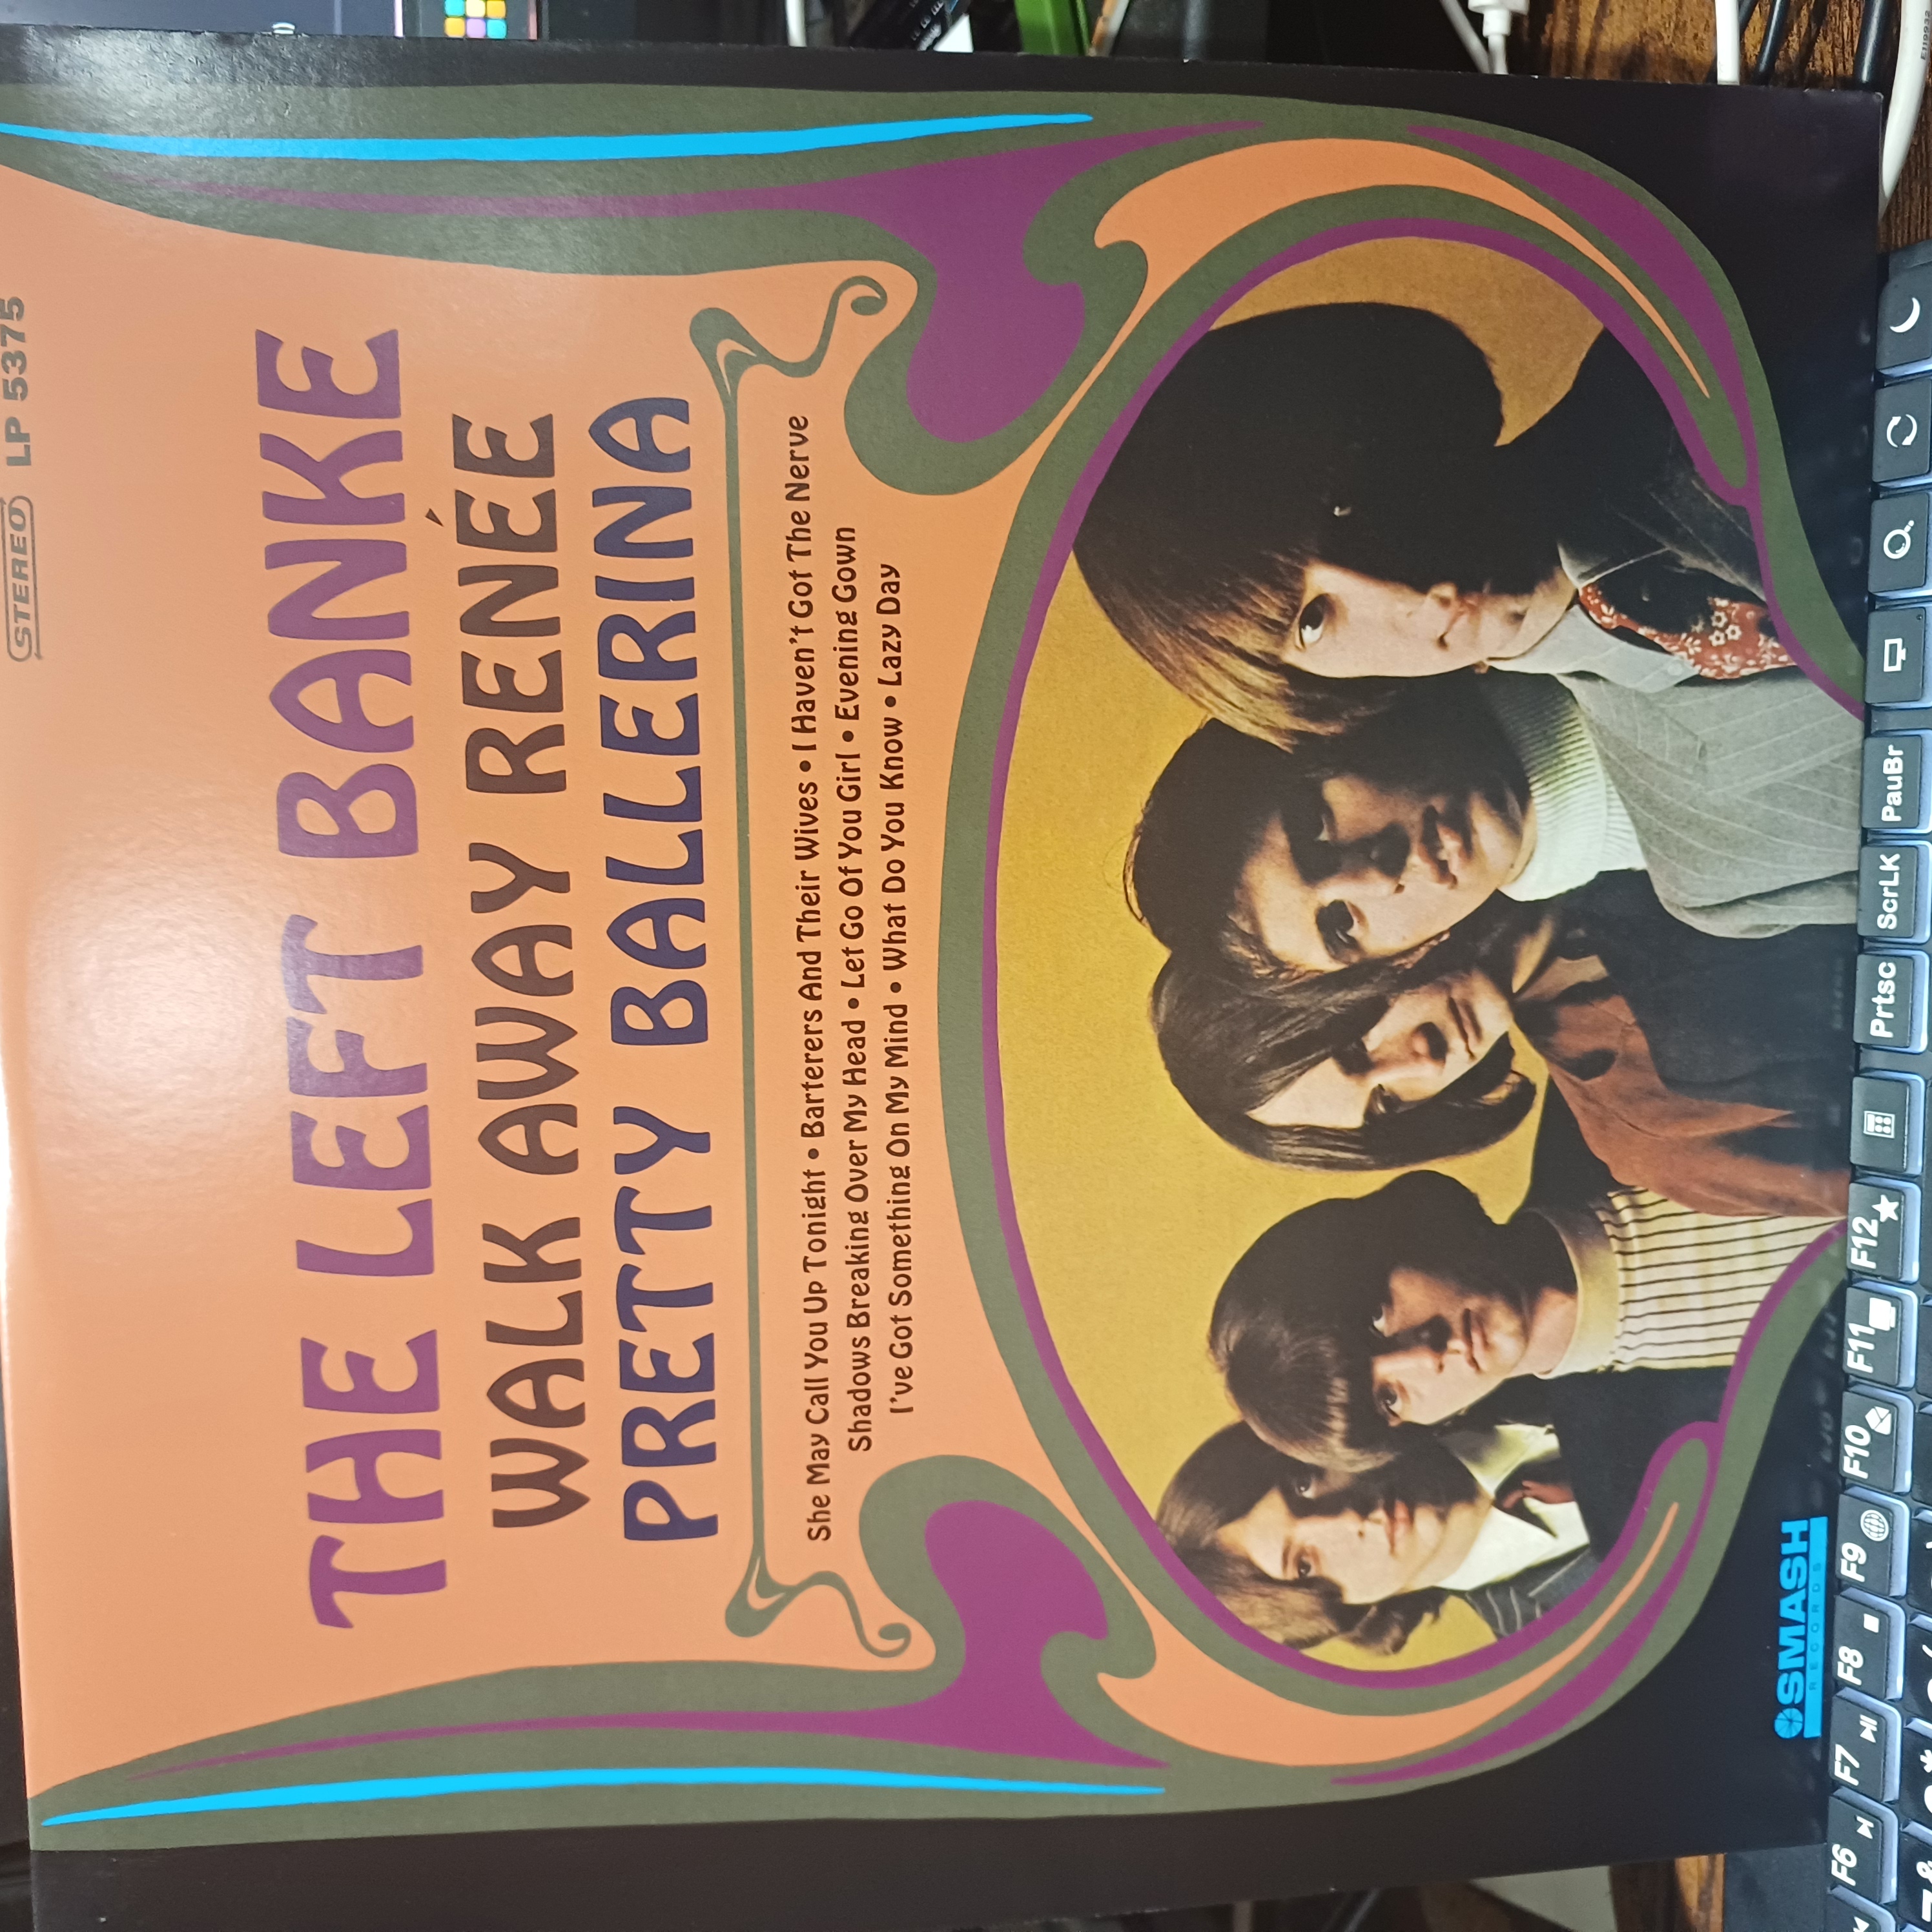 STEREO LP 5375
THE LEFT BANKE
WALK AWAY RENÉE
PRETTY BALLERINA
She May Call You Up Tonight • Barterers And Their Wives • I Haven't Got The Nerve
Shadows Breaking Over My Head • Let Go Of You Girl • Evening Gown
I've Got Something On My Mind • What Do You Know • Lazy Day
SMASH
RECORDS
F6 F7 F8 F9 F10 F11 F12 Prtsc ScrLK PauBr